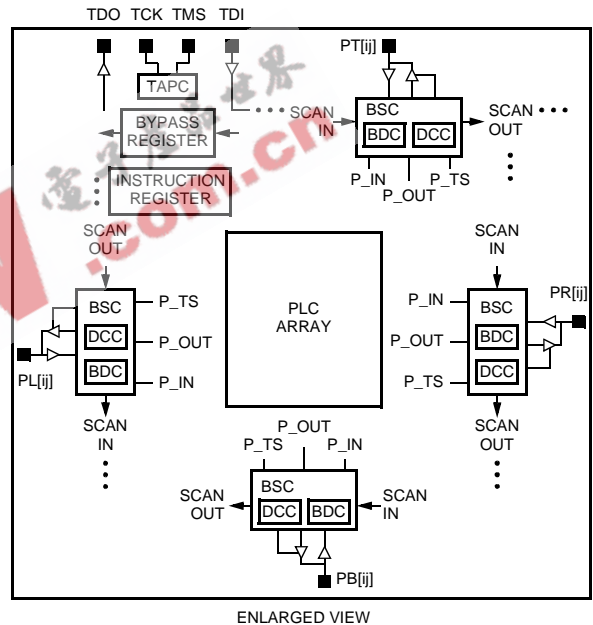 TDO TCK TMS TDI
PT[ij]
TAPC
BSC
SCAN IN
SCAN OUT
BDC DCC
BYPASS REGISTER
P_IN P_TS
P_OUT
INSTRUCTION REGISTER
SCAN OUT
SCAN IN
PLC ARRAY
BSC
P_TS
DCC
P_OUT
BDC
P_IN
PL[ij]
SCAN IN
P_IN
BSC
PR[ij]
P_OUT
BDC
P_TS
DCC
SCAN OUT
P_OUT
P_TS P_IN
BSC
SCAN OUT
DCC BDC
SCAN IN
PB[ij]
ENLARGED VIEW
.com.cn